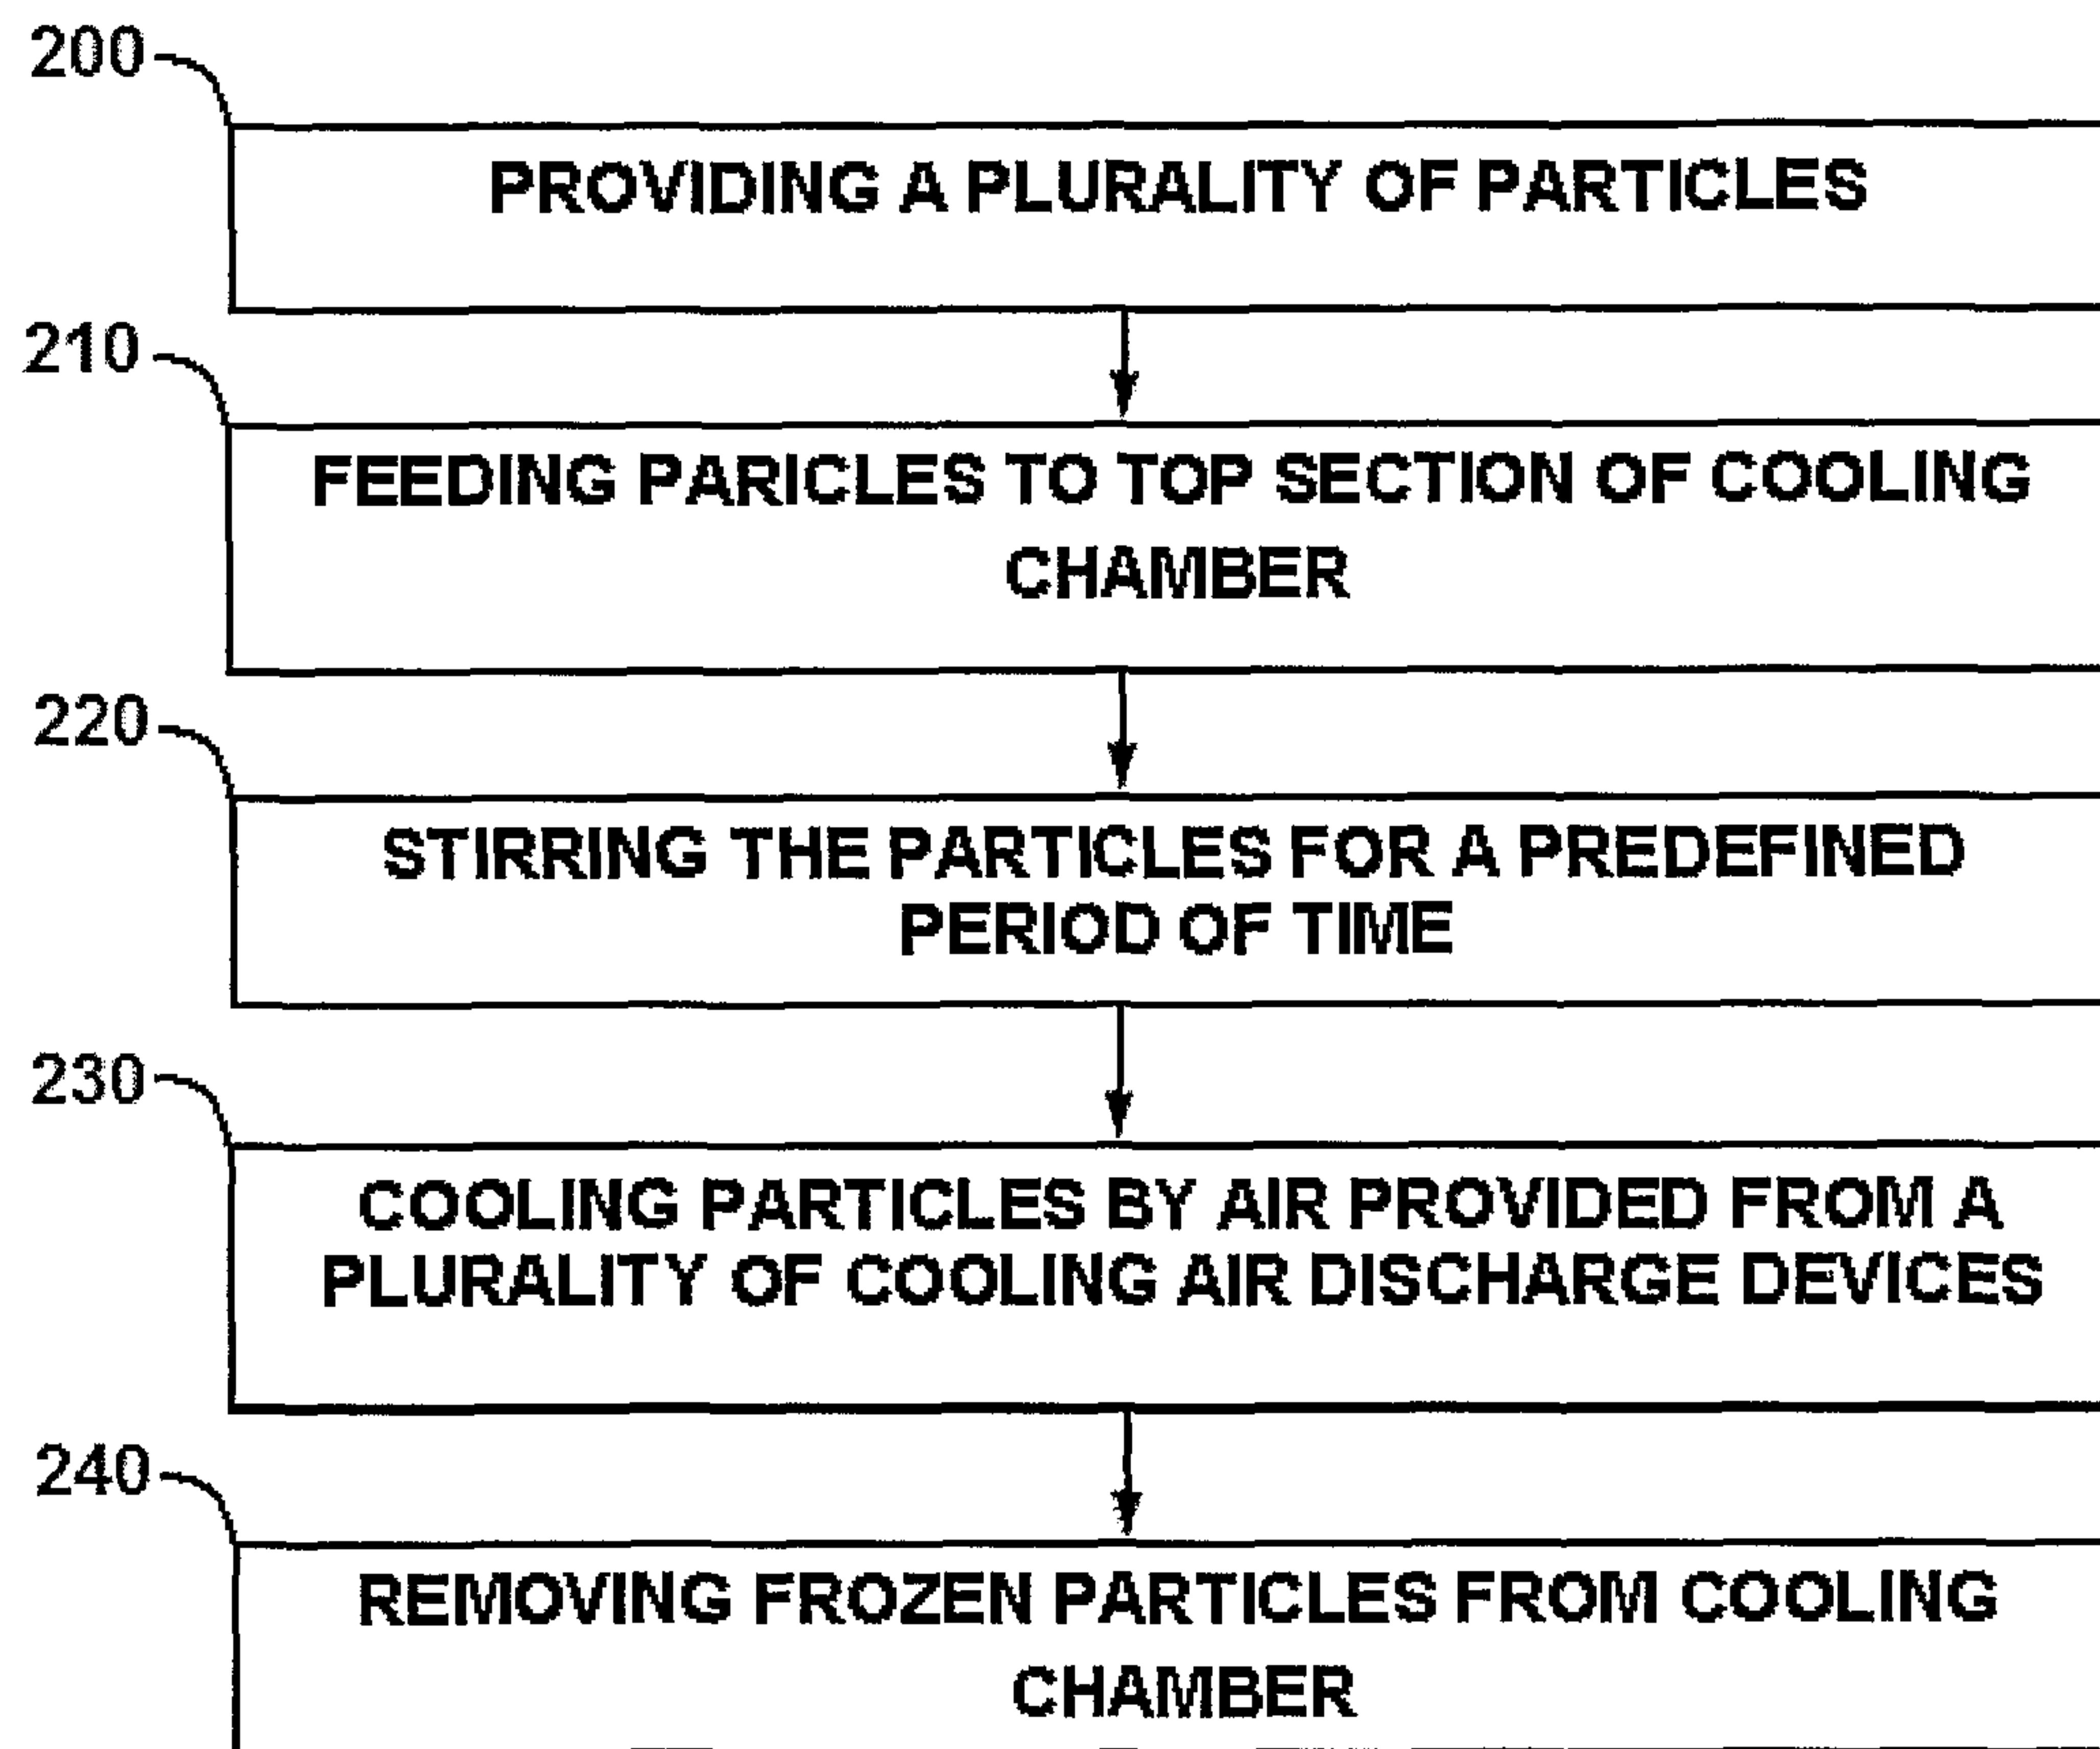 200
PROVIDING A PLURALITY OF PARTICLES
210
FEEDING PARICLES TO TOP SECTION OF COOLING
CHAMBER
220
STIRRING THE PARTICLES FOR A PREDEFINED
PERIOD OF TIME
230
COOLING PARTICLES BY AIR PROVIDED FROM A
PLURALITY OF COOLING AIR DISCHARGE DEVICES
240
REMOVING FROZEN PARTICLES FROM COOLING
CHAMBER